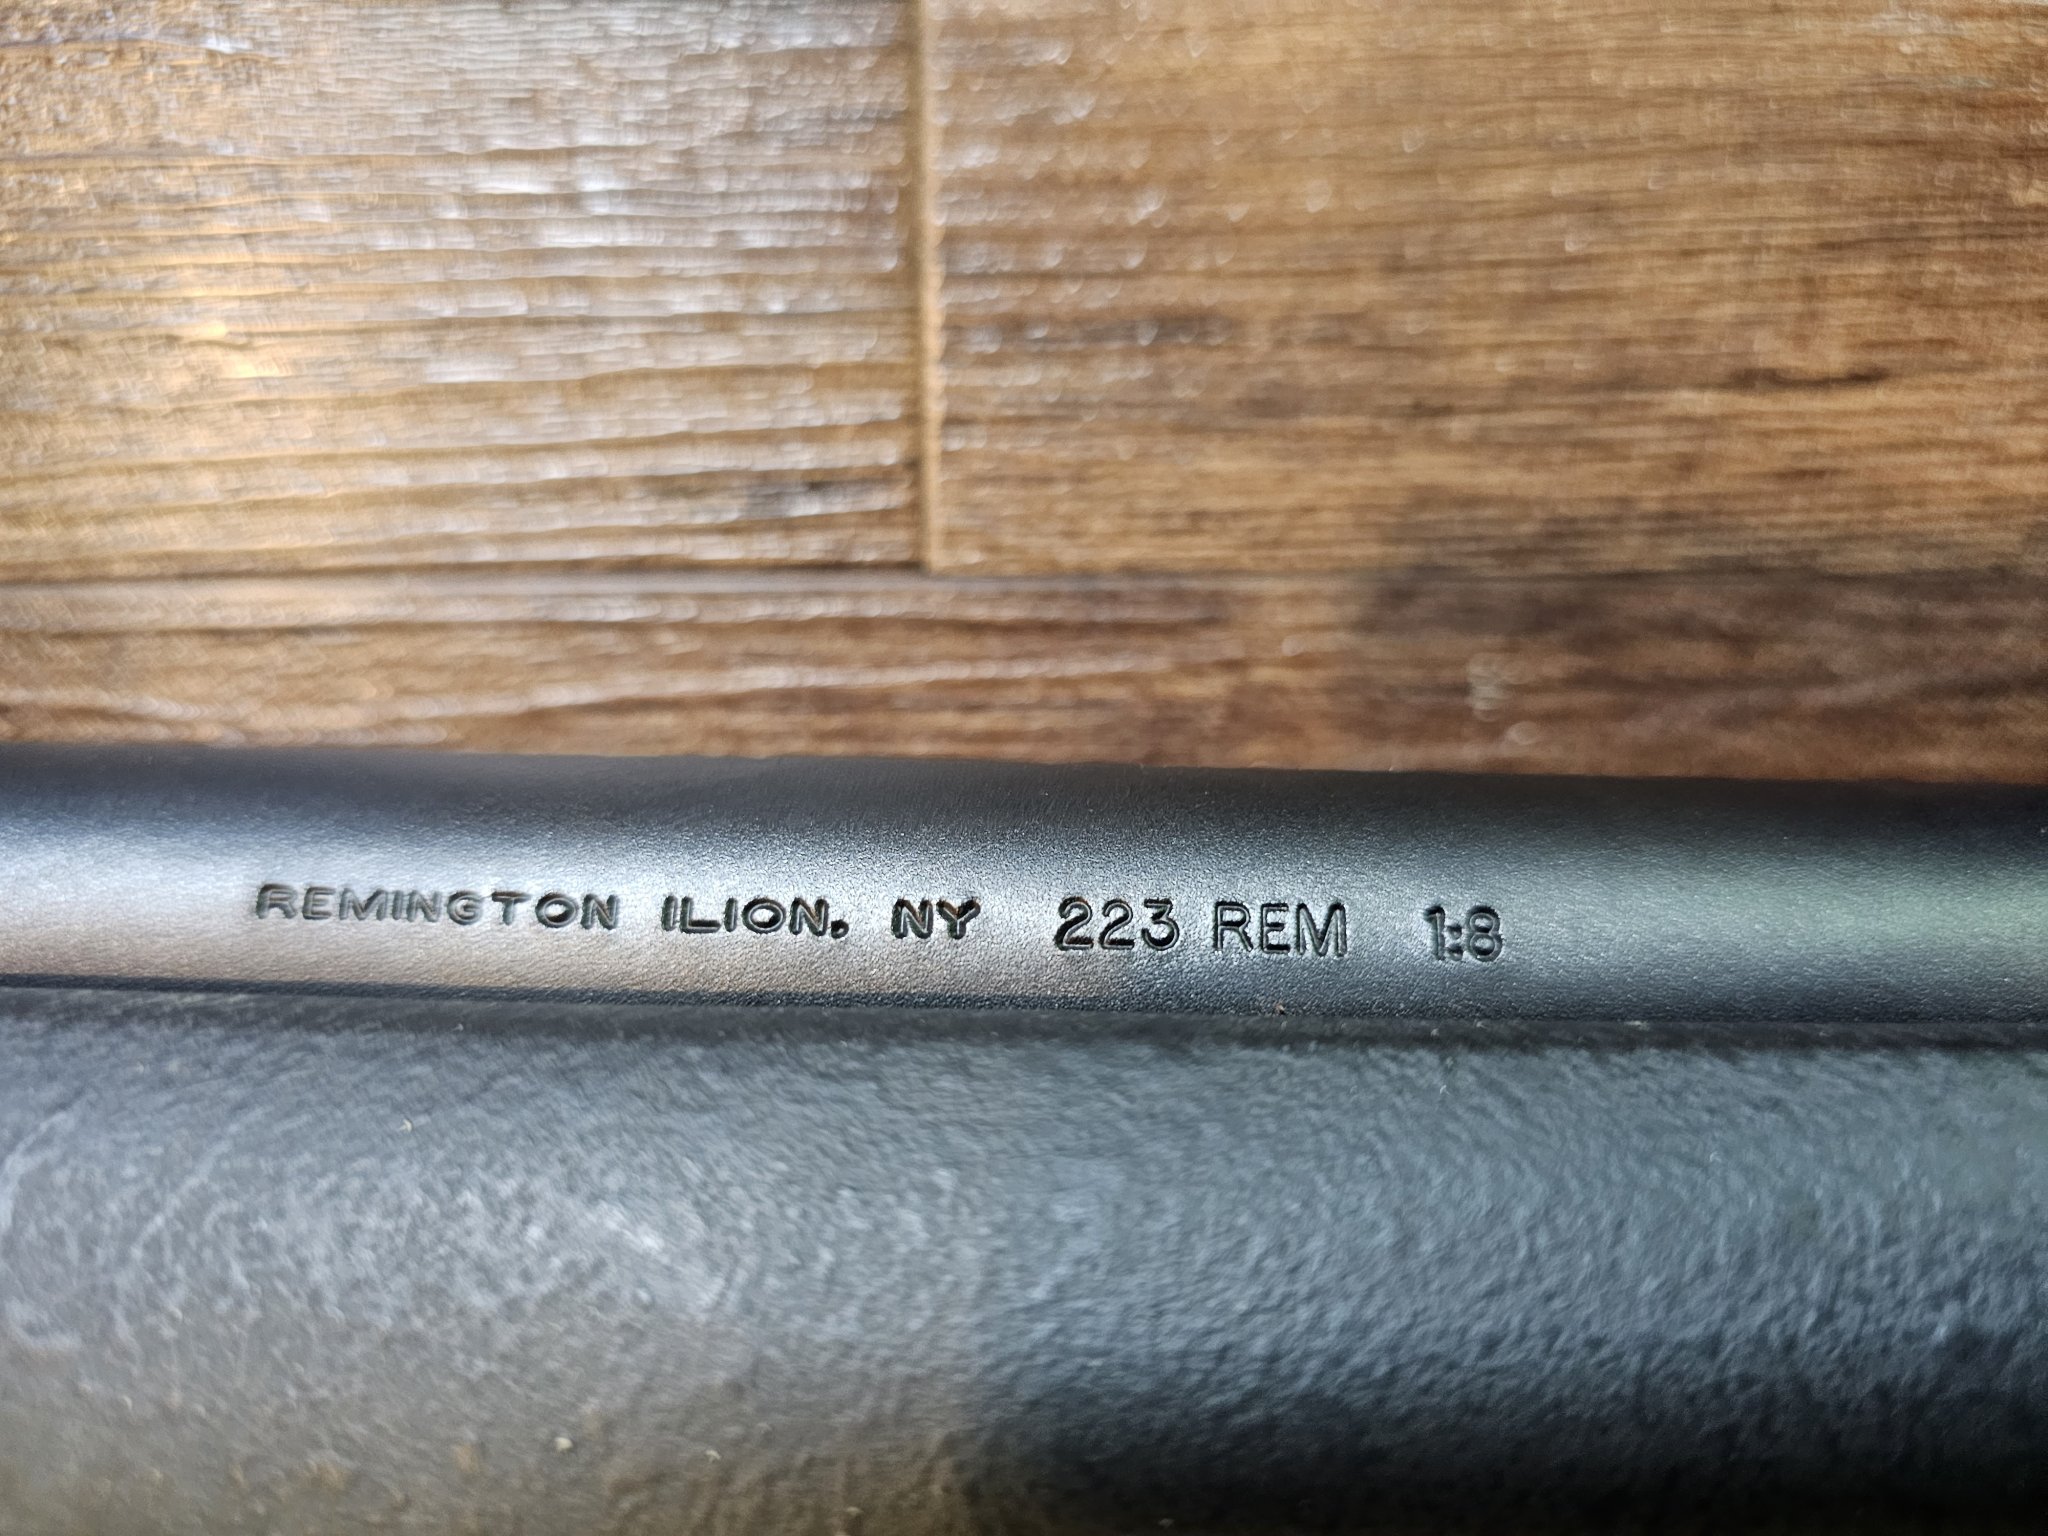 REMINGTON ILION, NY 223 REM 1:8